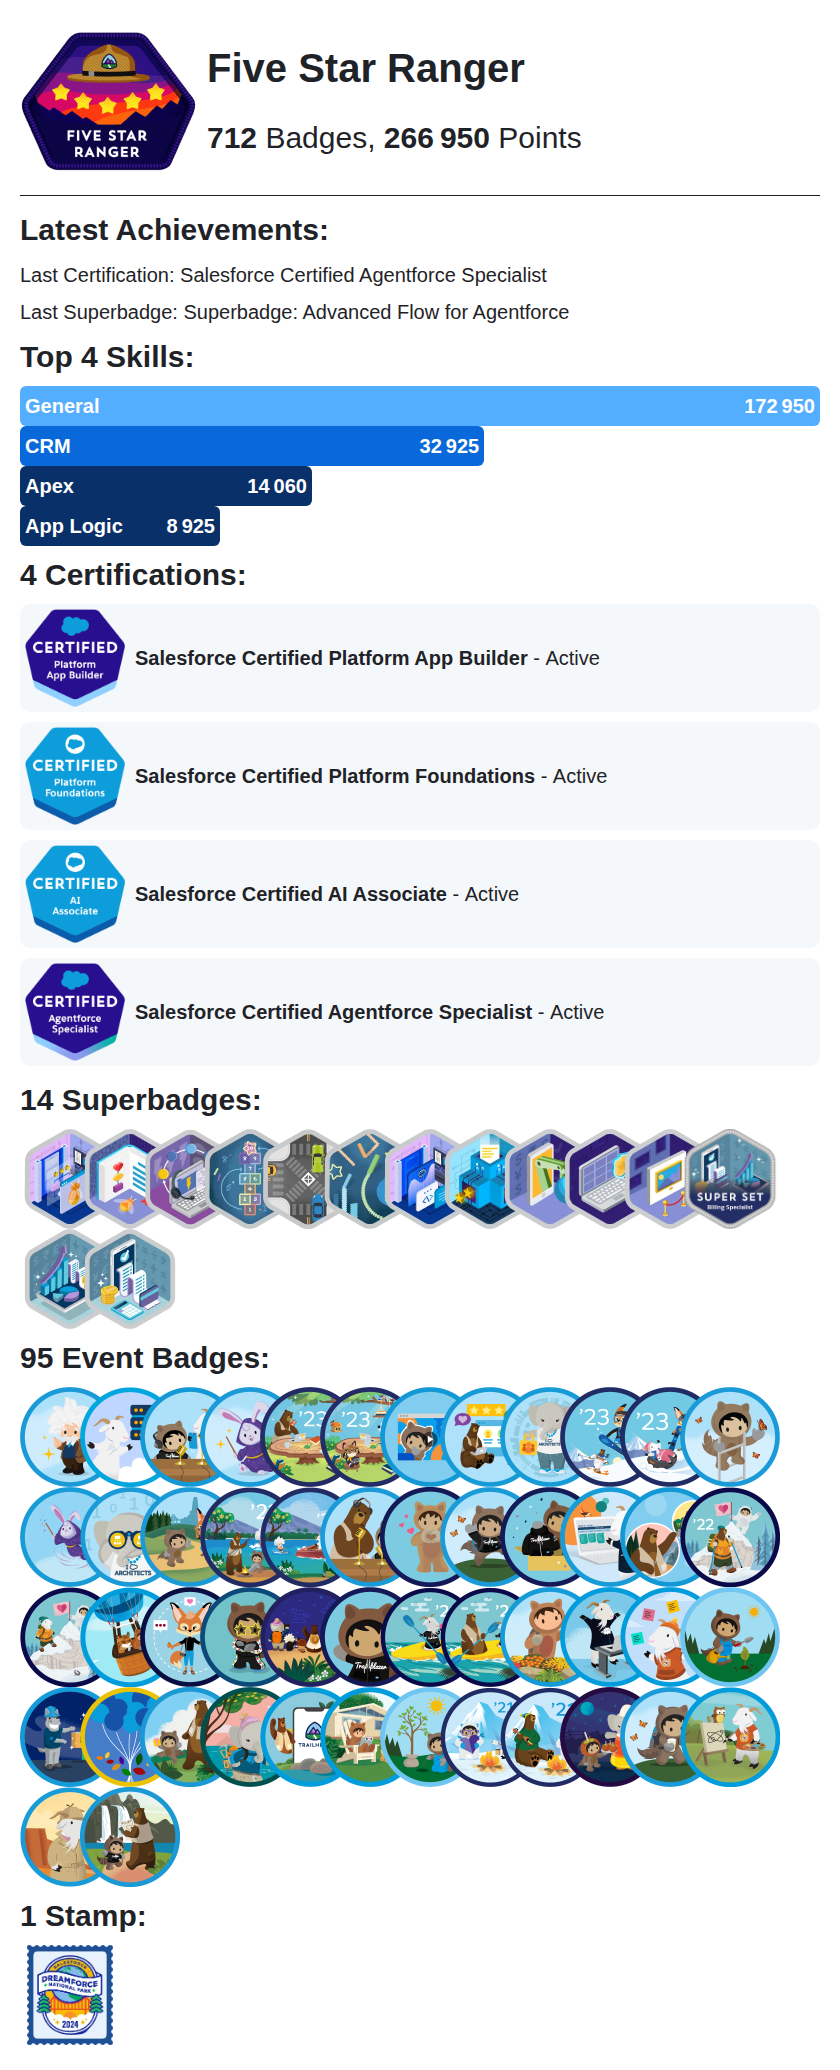 FIVE STAR
RANGER
Five Star Ranger
712 Badges, 266 950 Points
Latest Achievements:
Last Certification: Salesforce Certified Agentforce Specialist
Last Superbadge: Superbadge: Advanced Flow for Agentforce
Top 4 Skills:
General 172 950
CRM 32 925
Apex 14 060
App Logic 8 925
4 Certifications:
CERTIFIED
Platform
App Builder
Salesforce Certified Platform App Builder - Active
CERTIFIED
Platform
Foundations
Salesforce Certified Platform Foundations - Active
CERTIFIED
AI
Associate
Salesforce Certified AI Associate - Active
CERTIFIED
Agentforce
Specialist
Salesforce Certified Agentforce Specialist - Active
14 Superbadges:
SUPER SET
Billing Specialist
95 Event Badges:
'23 '23 '23 '23
ARCHITECTS
'22
ARCHITECTS
Trailblazer
'21
1 Stamp:
SALESFORCE
DREAMFORCE
NATIONAL PARK
2024